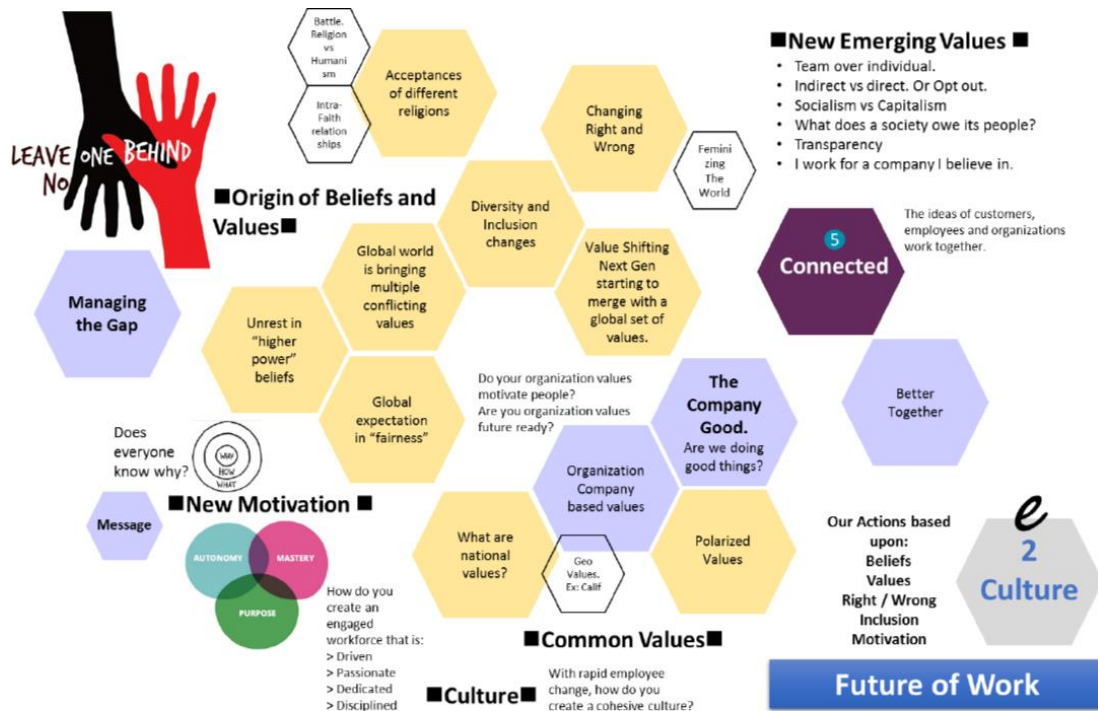 Battle.
Religion
vs
Humani
sm
Intra-
Faith
relation
ships
Acceptances
of different
religions
Changing
Right and
Wrong
Femini
zing
The
World
■New Emerging Values ■
• Team over individual.
• Indirect vs direct. Or Opt out.
• Socialism vs Capitalism
• What does a society owe its people?
• Transparency
• I work for a company I believe in.
LEAVE
NO
ONE BEHIND
■Origin of Beliefs and
Values■
Diversity and
Inclusion
changes
Global world
is bringing
multiple
conflicting
values
Value Shifting
Next Gen
starting to
merge with a
global set of
values.
5
Connected
The ideas of customers,
employees and organizations
work together.
Managing
the Gap
Unrest in
"higher
power"
beliefs
Global
expectation
in "fairness"
Do your organization values
motivate people?
Are you organization values
future ready?
The
Company
Good.
Are we doing
good things?
Better
Together
Does
everyone
know why?
WHY
HOW
WHAT
Organization
Company
based values
■New Motivation ■
Message
AUTONOMY
MASTERY
PURPOSE
What are
national
values?
Geo
Values.
Ex: Calif
Polarized
Values
Our Actions based
upon:
Beliefs
Values
Right / Wrong
Inclusion
Motivation
e
2
Culture
How do you
create an
engaged
workforce that is:
> Driven
> Passionate
> Dedicated
> Disciplined
■Common Values■
■Culture■
With rapid employee
change, how do you
create a cohesive culture?
Future of Work